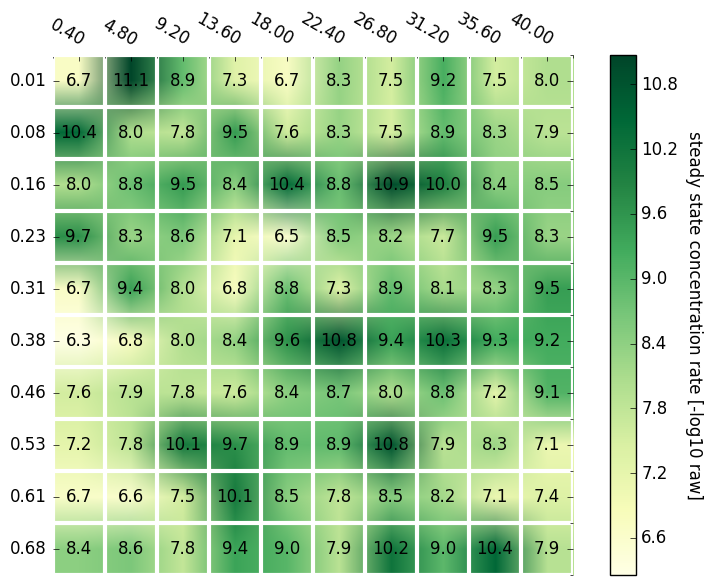 0.40 4.80 9.20 13.60 18.00 22.40 26.80 31.20 35.60 40.00
0.01 6.7 11.1 8.9 7.3 6.7 8.3 7.5 9.2 7.5 8.0
0.08 10.4 8.0 7.8 9.5 7.6 8.3 7.5 8.9 8.3 7.9
0.16 8.0 8.8 9.5 8.4 10.4 8.8 10.9 10.0 8.4 8.5
0.23 9.7 8.3 8.6 7.1 6.5 8.5 8.2 7.7 9.5 8.3
0.31 6.7 9.4 8.0 6.8 8.8 7.3 8.9 8.1 8.3 9.5
0.38 6.3 6.8 8.0 8.4 9.6 10.8 9.4 10.3 9.3 9.2
0.46 7.6 7.9 7.8 7.6 8.4 8.7 8.0 8.8 7.2 9.1
0.53 7.2 7.8 10.1 9.7 8.9 8.9 10.8 7.9 8.3 7.1
0.61 6.7 6.6 7.5 10.1 8.5 7.8 8.5 8.2 7.1 7.4
0.68 8.4 8.6 7.8 9.4 9.0 7.9 10.2 9.0 10.4 7.9
10.8
10.2
9.6
9.0
8.4
7.8
7.2
6.6
steady state concentration rate [-log10 raw]